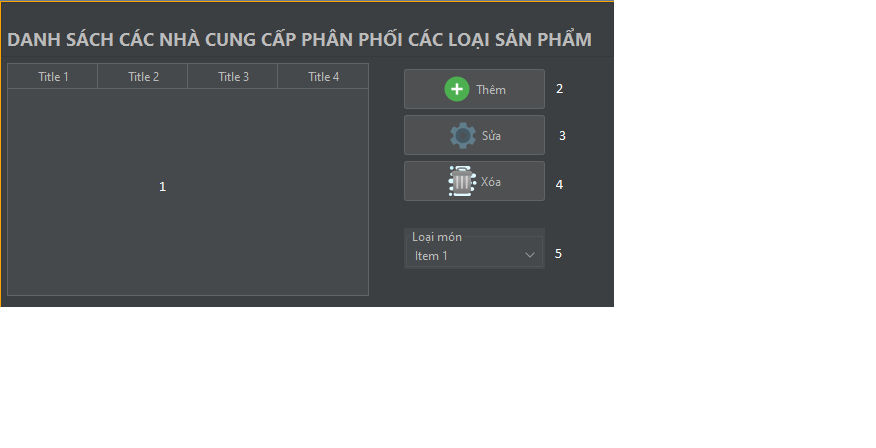 DANH SÁCH CÁC NHÀ CUNG CẤP PHÂN PHỐI CÁC LOẠI SẢN PHẨM
Title 1 Title 2 Title 3 Title 4
1
Thêm 2
Sửa 3
Xóa 4
Loại món
Item 1 5